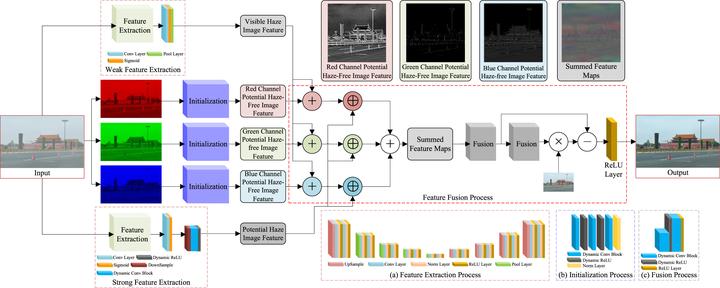 Feature
Extraction
Conv Layer
Pool Layer
Sigmoid
Weak Feature Extraction
Visible Haze
Image Feature
Red Channel Potential
Haze-Free Image Feature
Green Channel Potential
Haze-Free Image Feature
Blue Channel Potential
Haze-free Image Feature
Summed Feature
Maps
Input
Initialization
Red Channel
Potential Haze-
Free Image
Feature
Initialization
Green Channel
Potential Haze-
free Image
Feature
Initialization
Blue Channel
Potential Haze-
Free Image
Feature
Summed
Feature Maps
Fusion
Fusion
ReLU
Layer
Output
Feature Fusion Process
Feature
Extraction
Conv Layer
Dynamic ReLU
Sigmoid
DownSample
Dynamic Conv Block
Strong Feature Extraction
Potential Haze
Image Feature
UpSample
Conv Layer
Norm Layer
ReLU Layer
Pool Layer
(a) Feature Extraction Process
Dynamic Conv Block
Dynamic ReLU
Norm Layer
(b) Initialization Process
Dynamic Conv Block
Dynamic ReLU
Conv Layer
(c) Fusion Process